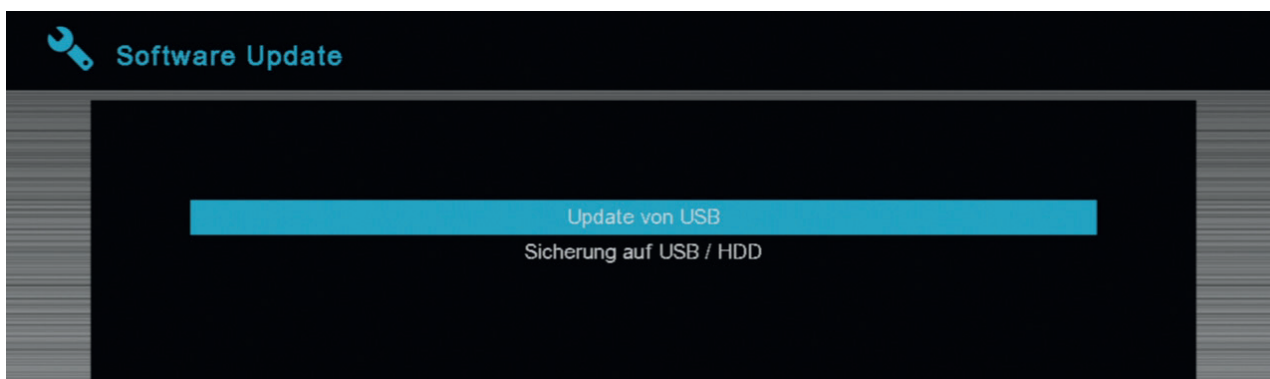 Software Update
Update von USB
Sicherung auf USB / HDD